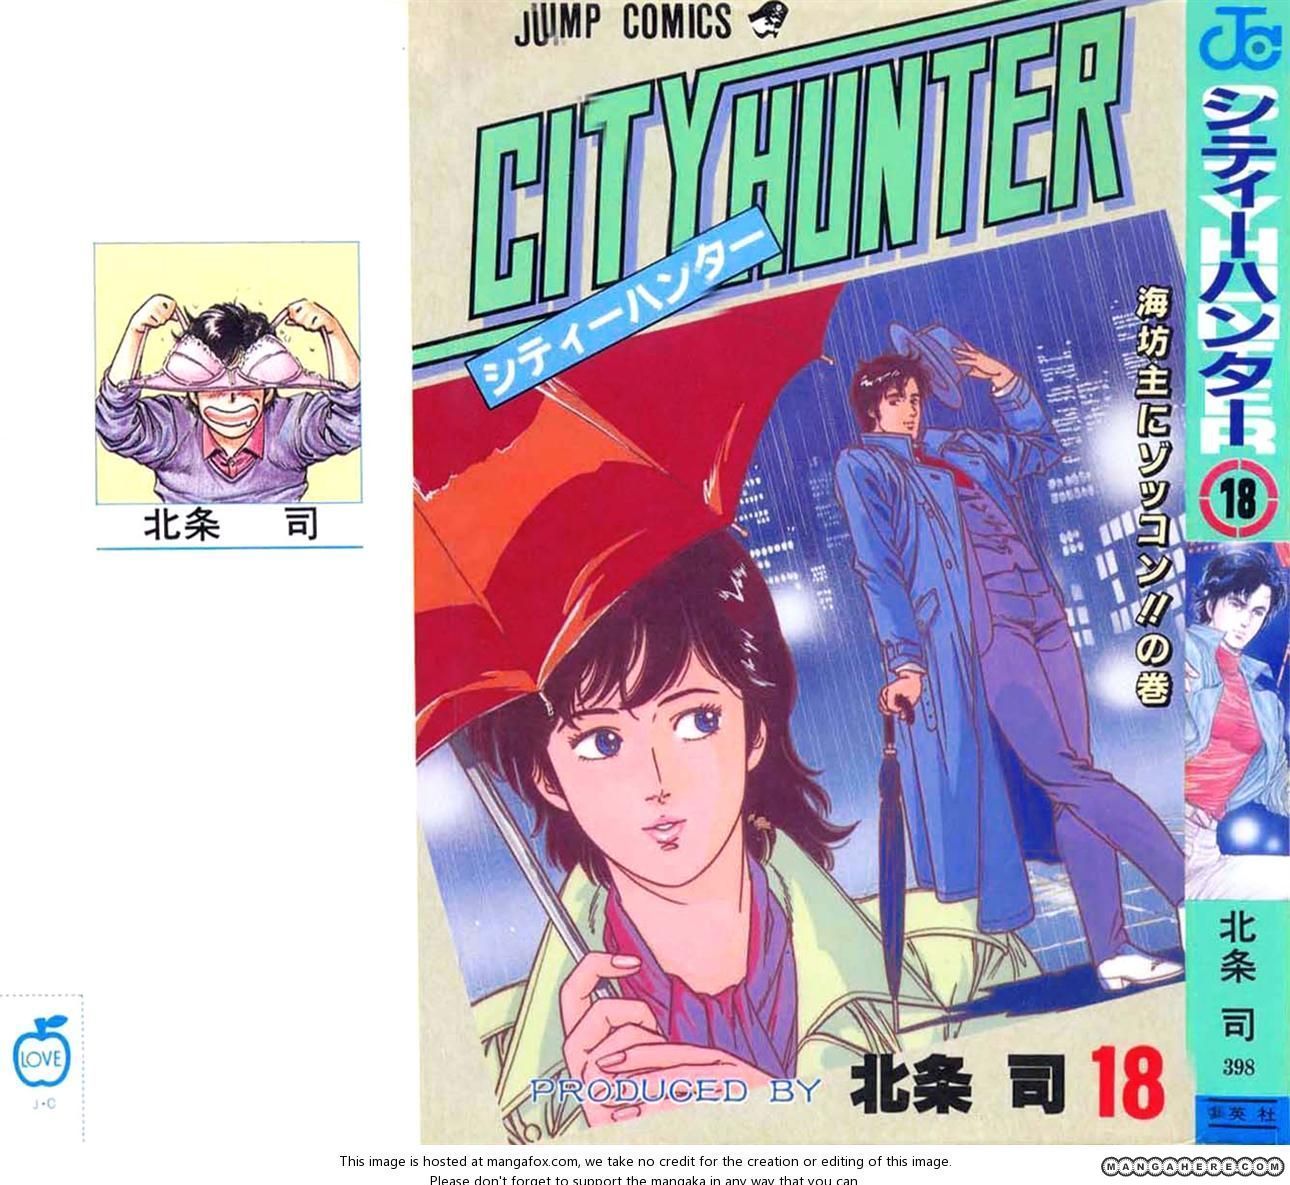 JUMP COMICS
CITYHUNTER
シティーハンター
海坊主にゾッコン!!の巻
PRODUCED BY 北条 司 18
北条 司
LOVE
J・C
JC
シティーハンター
CITYHUNTER
18
北条 司
398
集英社
This image is hosted at mangafox.com, we take no credit for the creation or editing of this image.
Please don't forget to support the mangaka in any way that you can
MANGAHERE.COM